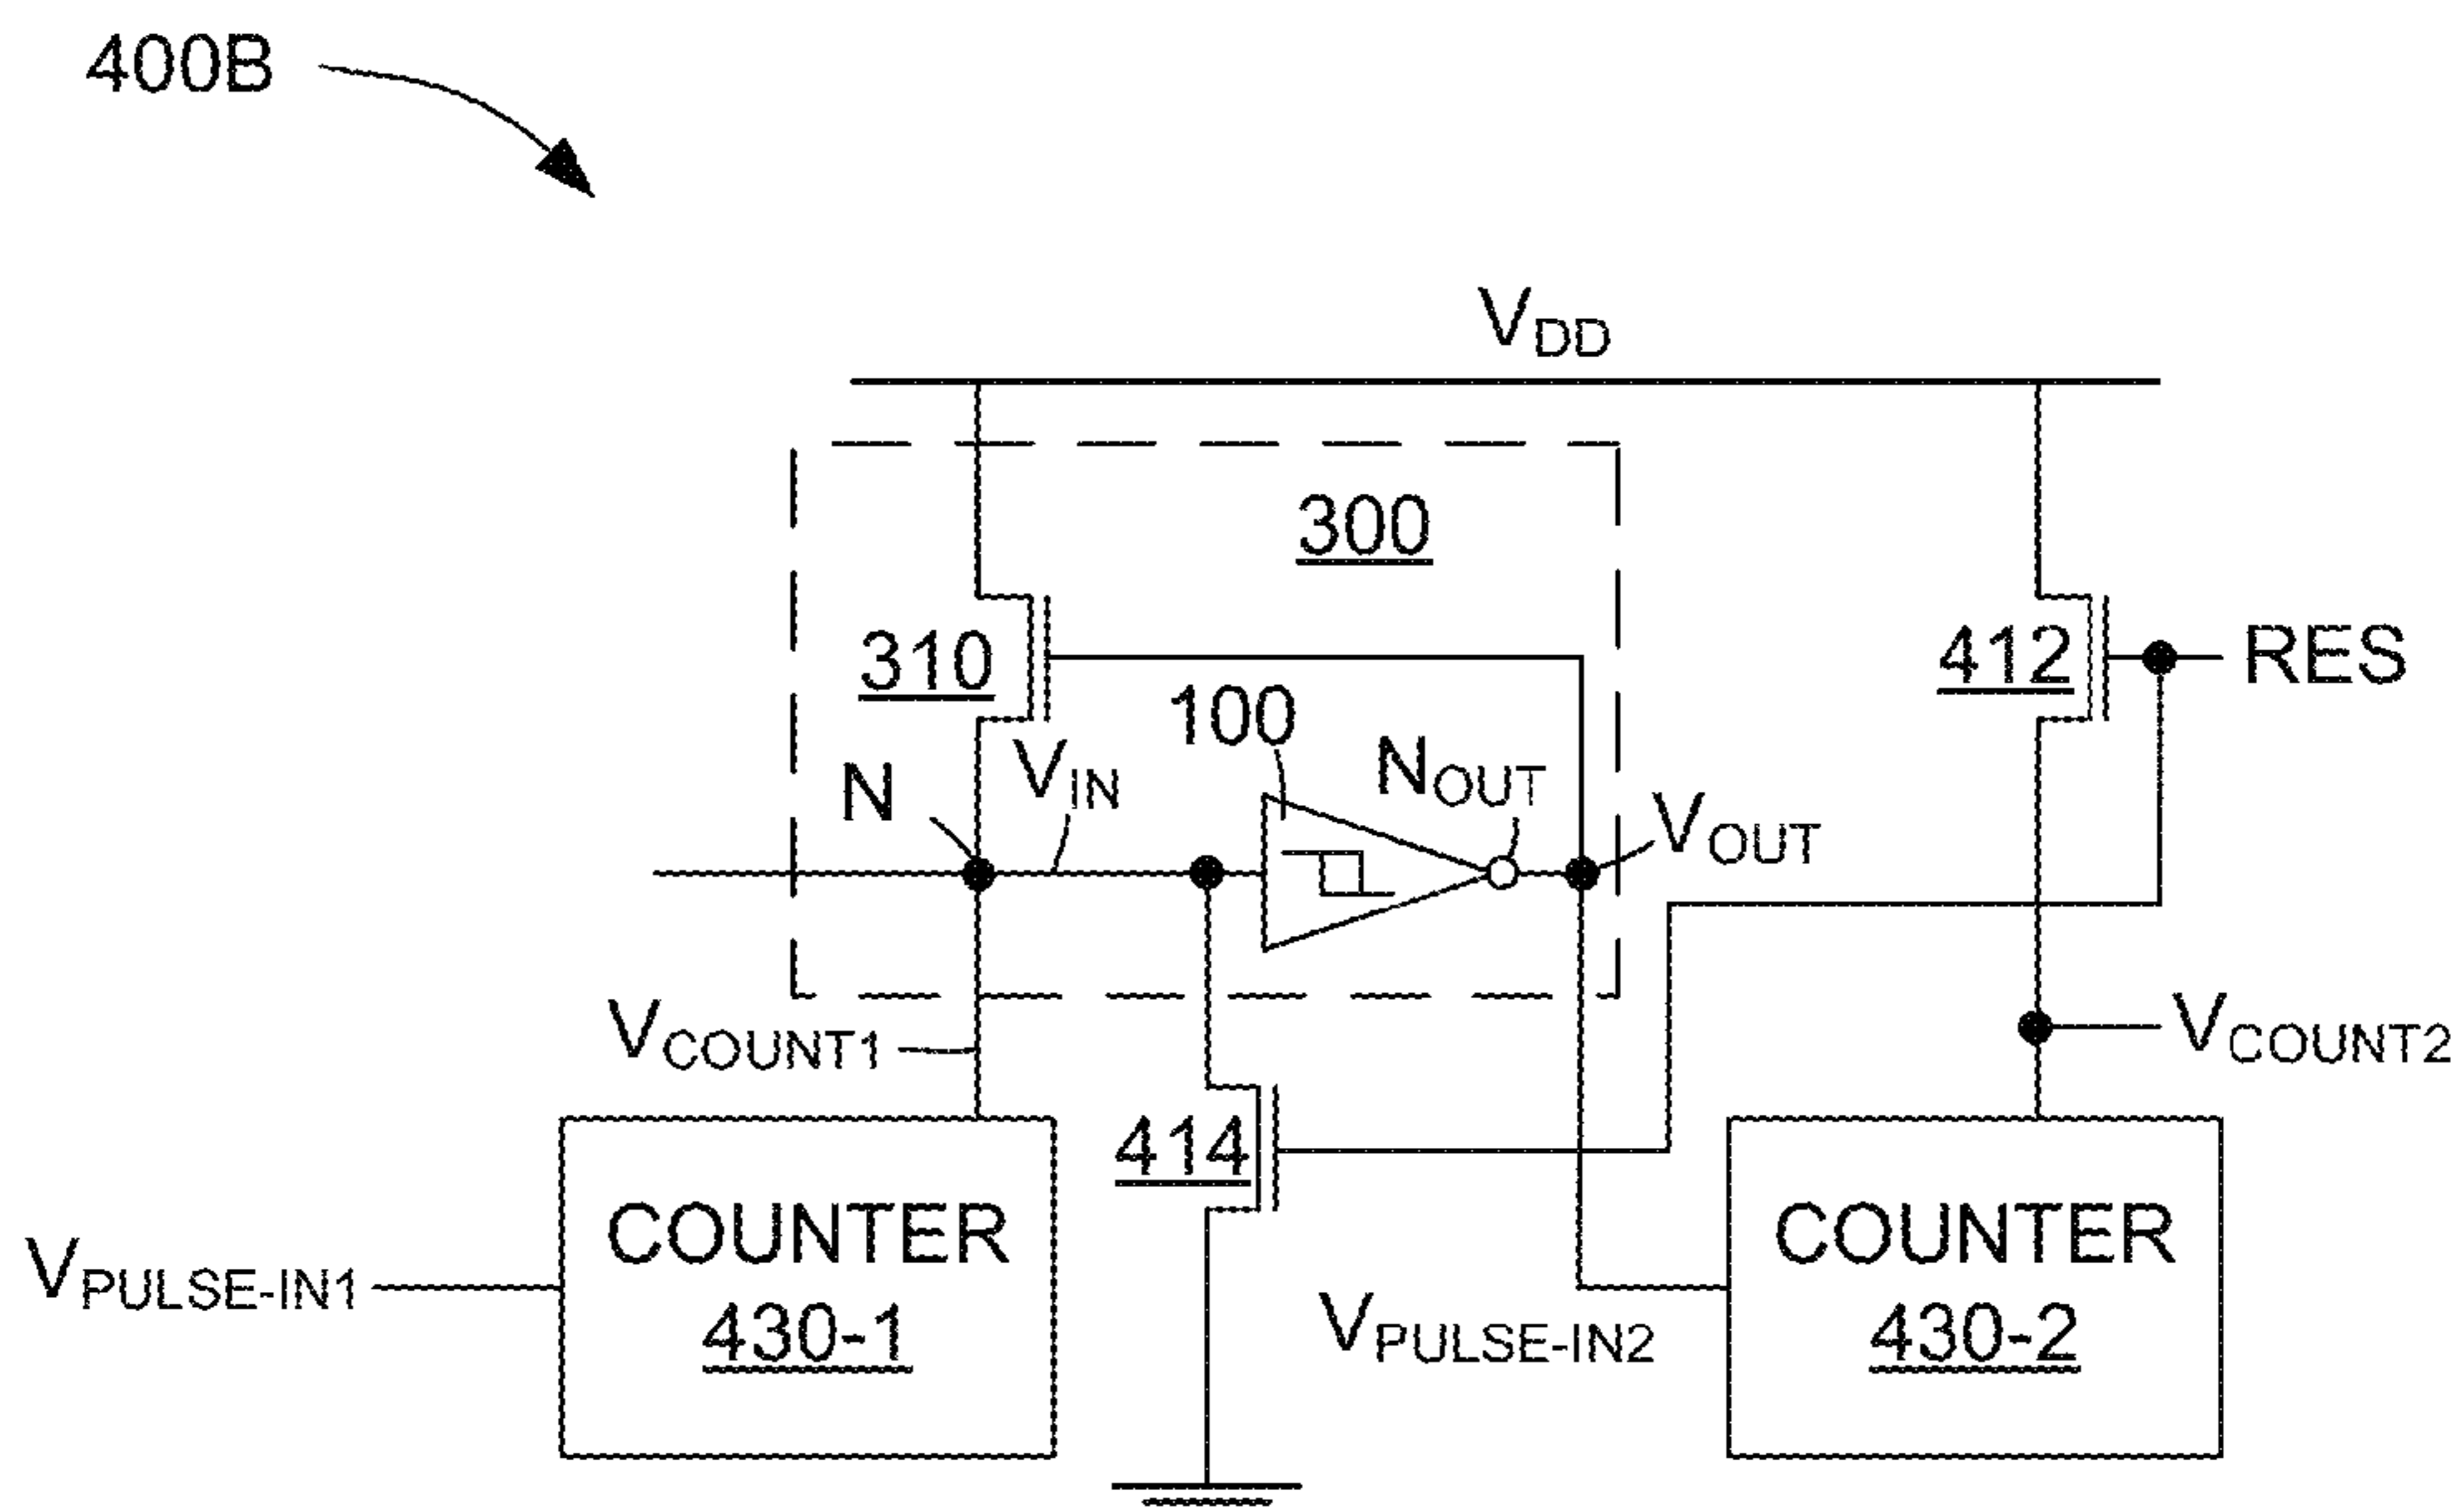 400B
VDD
300
310
412
RES
100
N
VIN
NOUT
VOUT
VCOUNT1
VCOUNT2
414
COUNTER
430-1
COUNTER
430-2
VPULSE-IN1
VPULSE-IN2